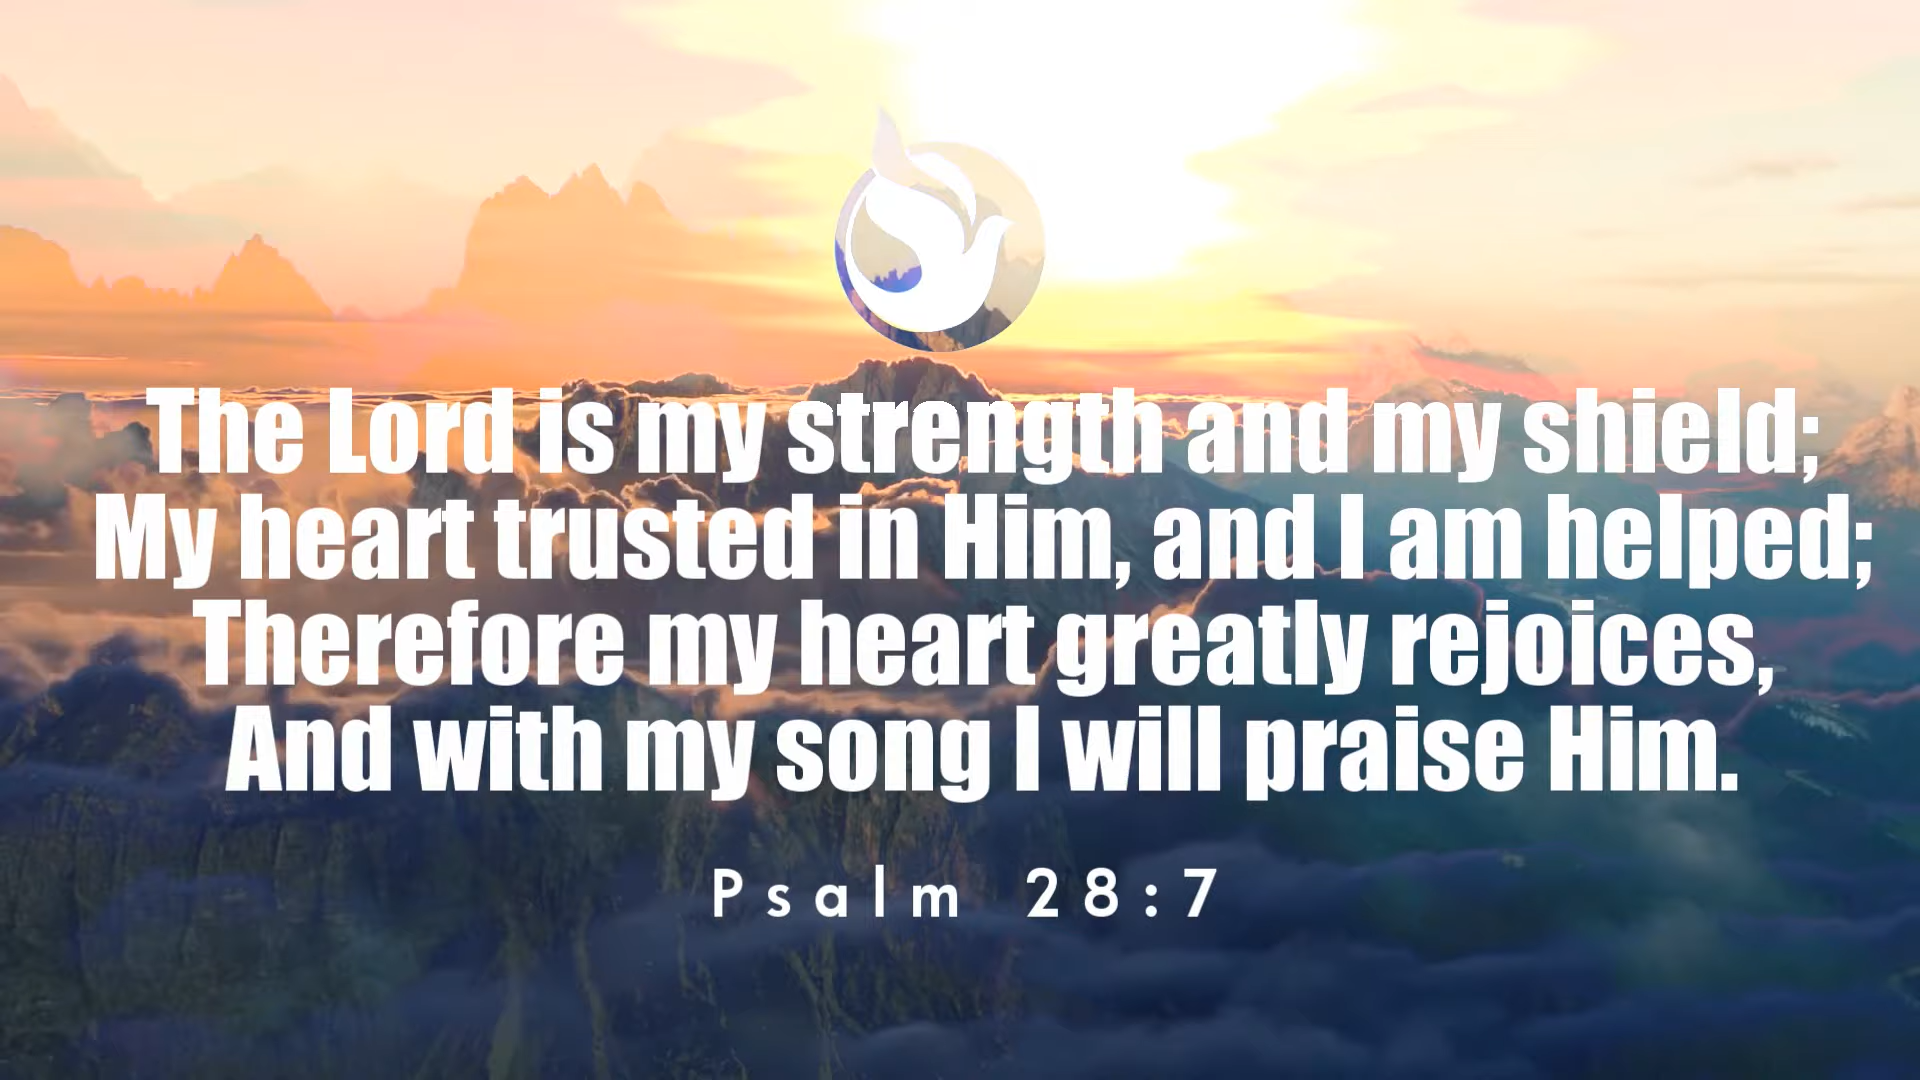 The Lord is my strength and my shield;
My heart trusted in Him, and I am helped;
Therefore my heart greatly rejoices,
And with my song I will praise Him.
Psalm 28:7